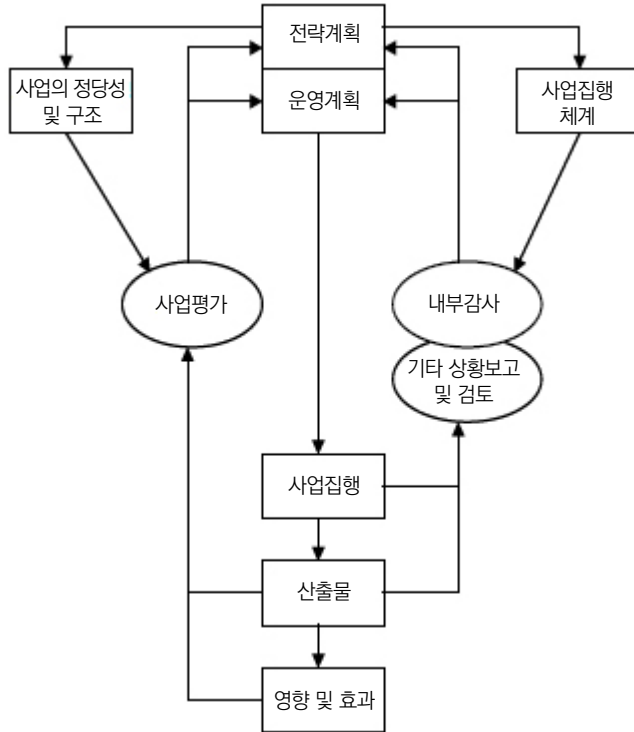 전략계획
사업의 정당성
및 구조
운영계획
사업집행
체계
사업평가
내부감사
기타 상황보고
및 검토
사업집행
산출물
영향 및 효과